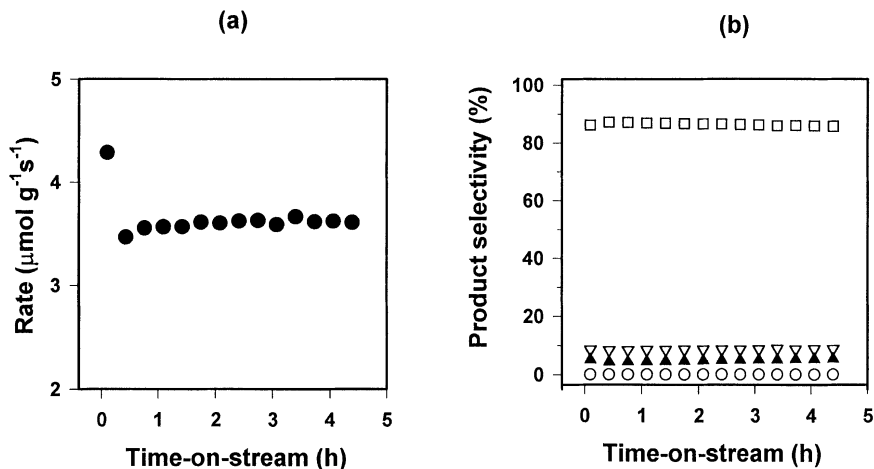 (a)
(b)
Rate (μmol g⁻¹s⁻¹)
5
4
3
2
0 1 2 3 4 5
Time-on-stream (h)
Product selectivity (%)
100
80
60
40
20
0
0 1 2 3 4 5
Time-on-stream (h)